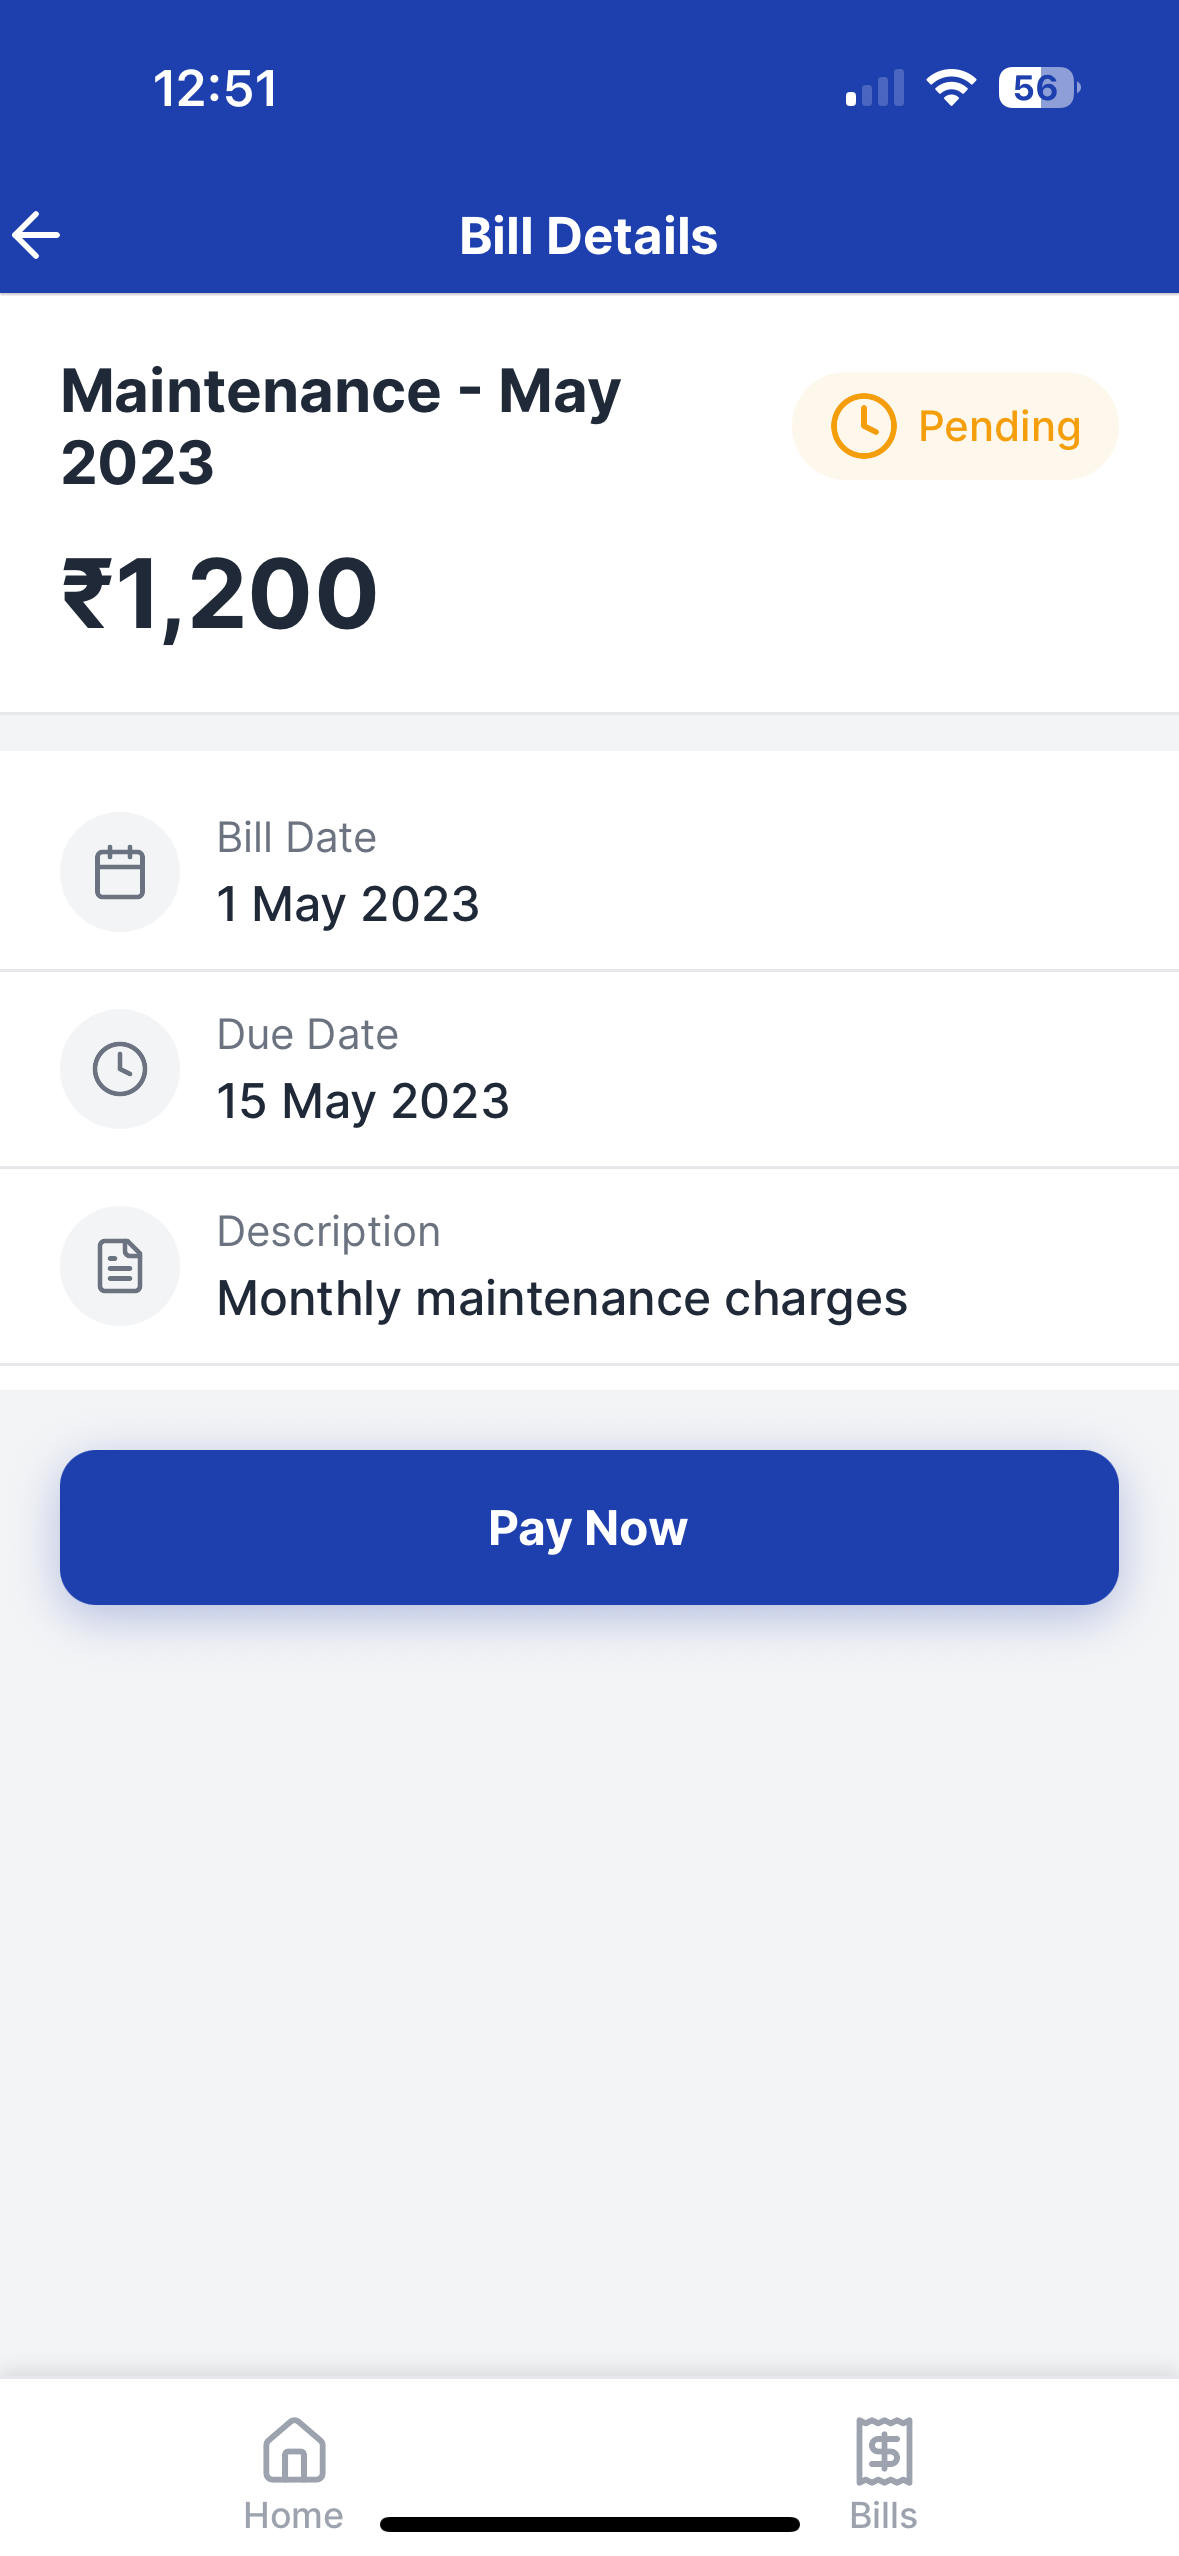 12:51
56
Bill Details
Maintenance - May
2023
Pending
₹1,200
Bill Date
1 May 2023
Due Date
15 May 2023
Description
Monthly maintenance charges
Pay Now
Home
Bills